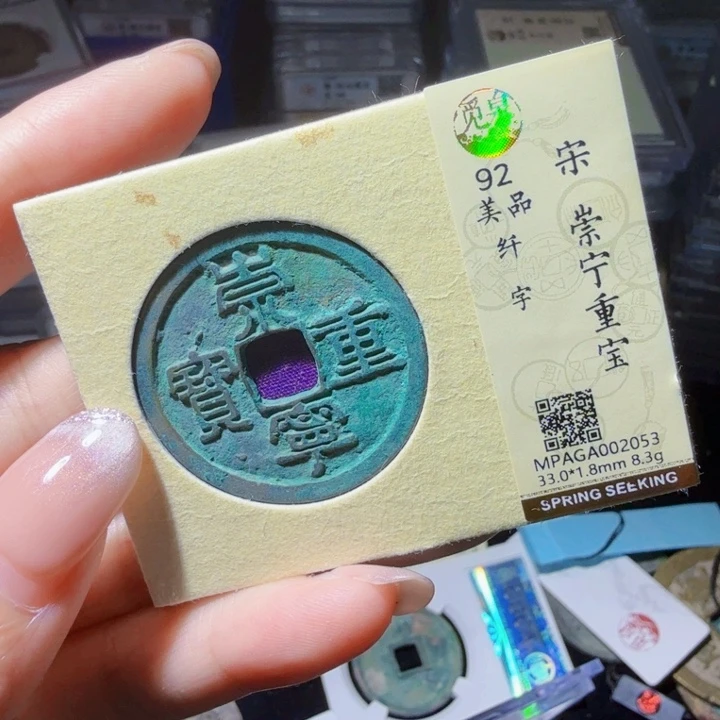 崇
寧
重
寶
觅泉
92
美品
纤字
宋 崇宁重宝
MPAGA002053
33.0*1.8mm 8.3g
SPRING SEEKING